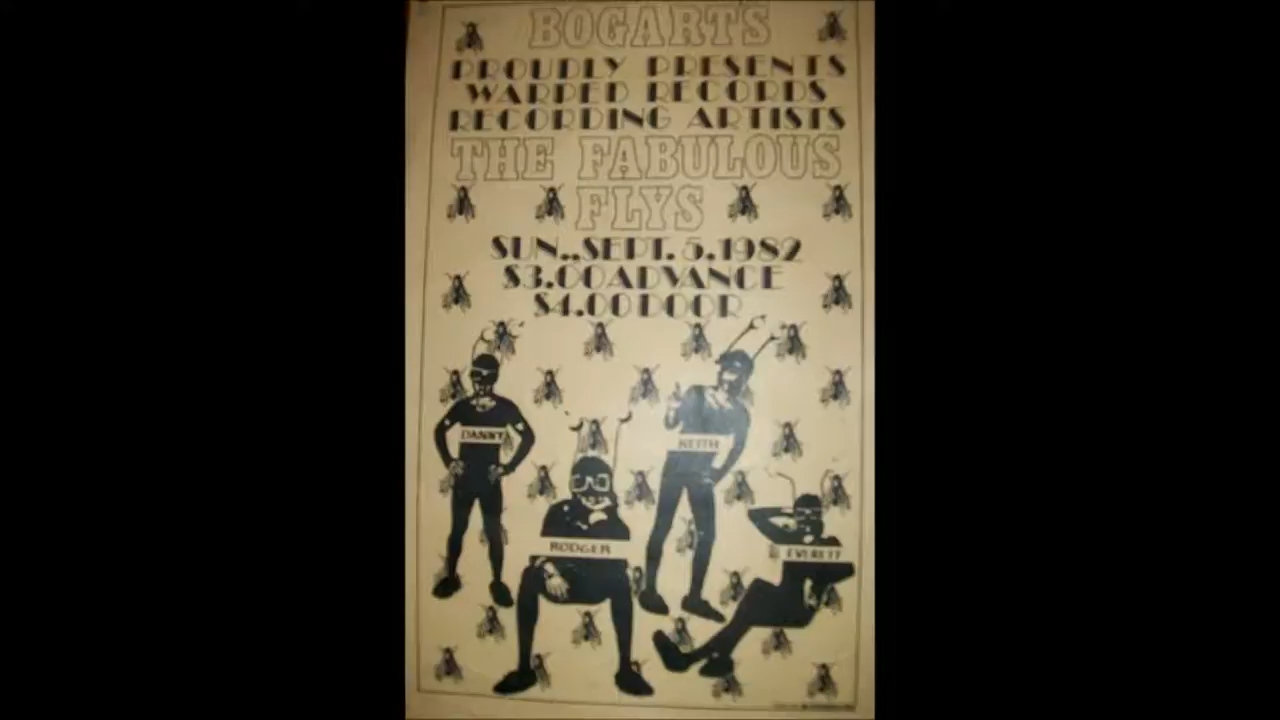 BOGART'S
PROUDLY PRESENTS
WARPED RECORDS
RECORDING ARTISTS
THE FABULOUS
FLYS
SUN..SEPT. 5.1982
$3.00 ADVANCE
$4.00 DOOR
DANNY
KEITH
RODGER
EVERETT